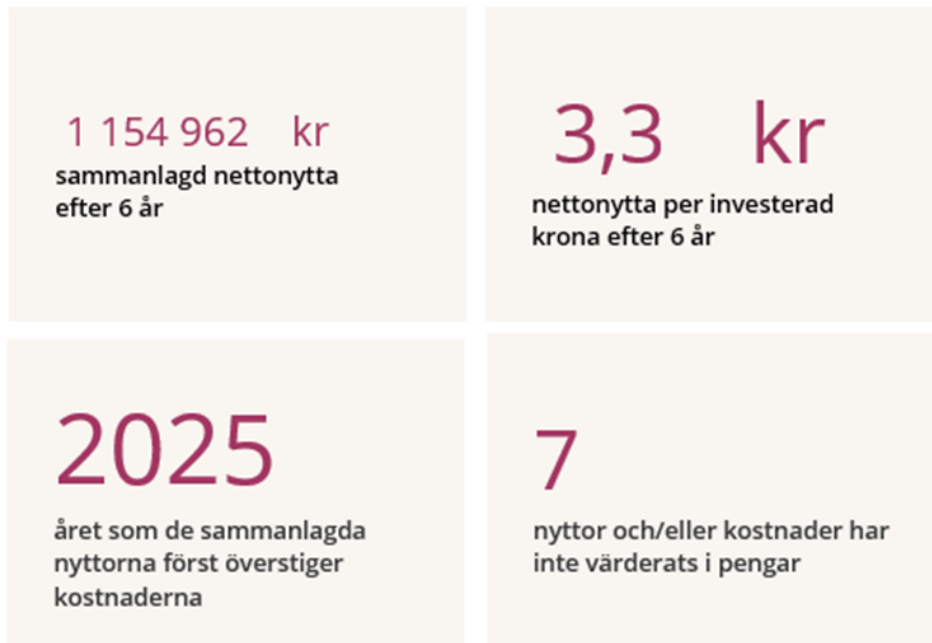 1 154 962 kr
sammanlagd nettonytta
efter 6 år
3,3 kr
nettonytta per investerad
krona efter 6 år
2025
året som de sammanlagda
nyttorna först överstiger
kostnaderna
7
nyttor och/eller kostnader har
inte värderats i pengar